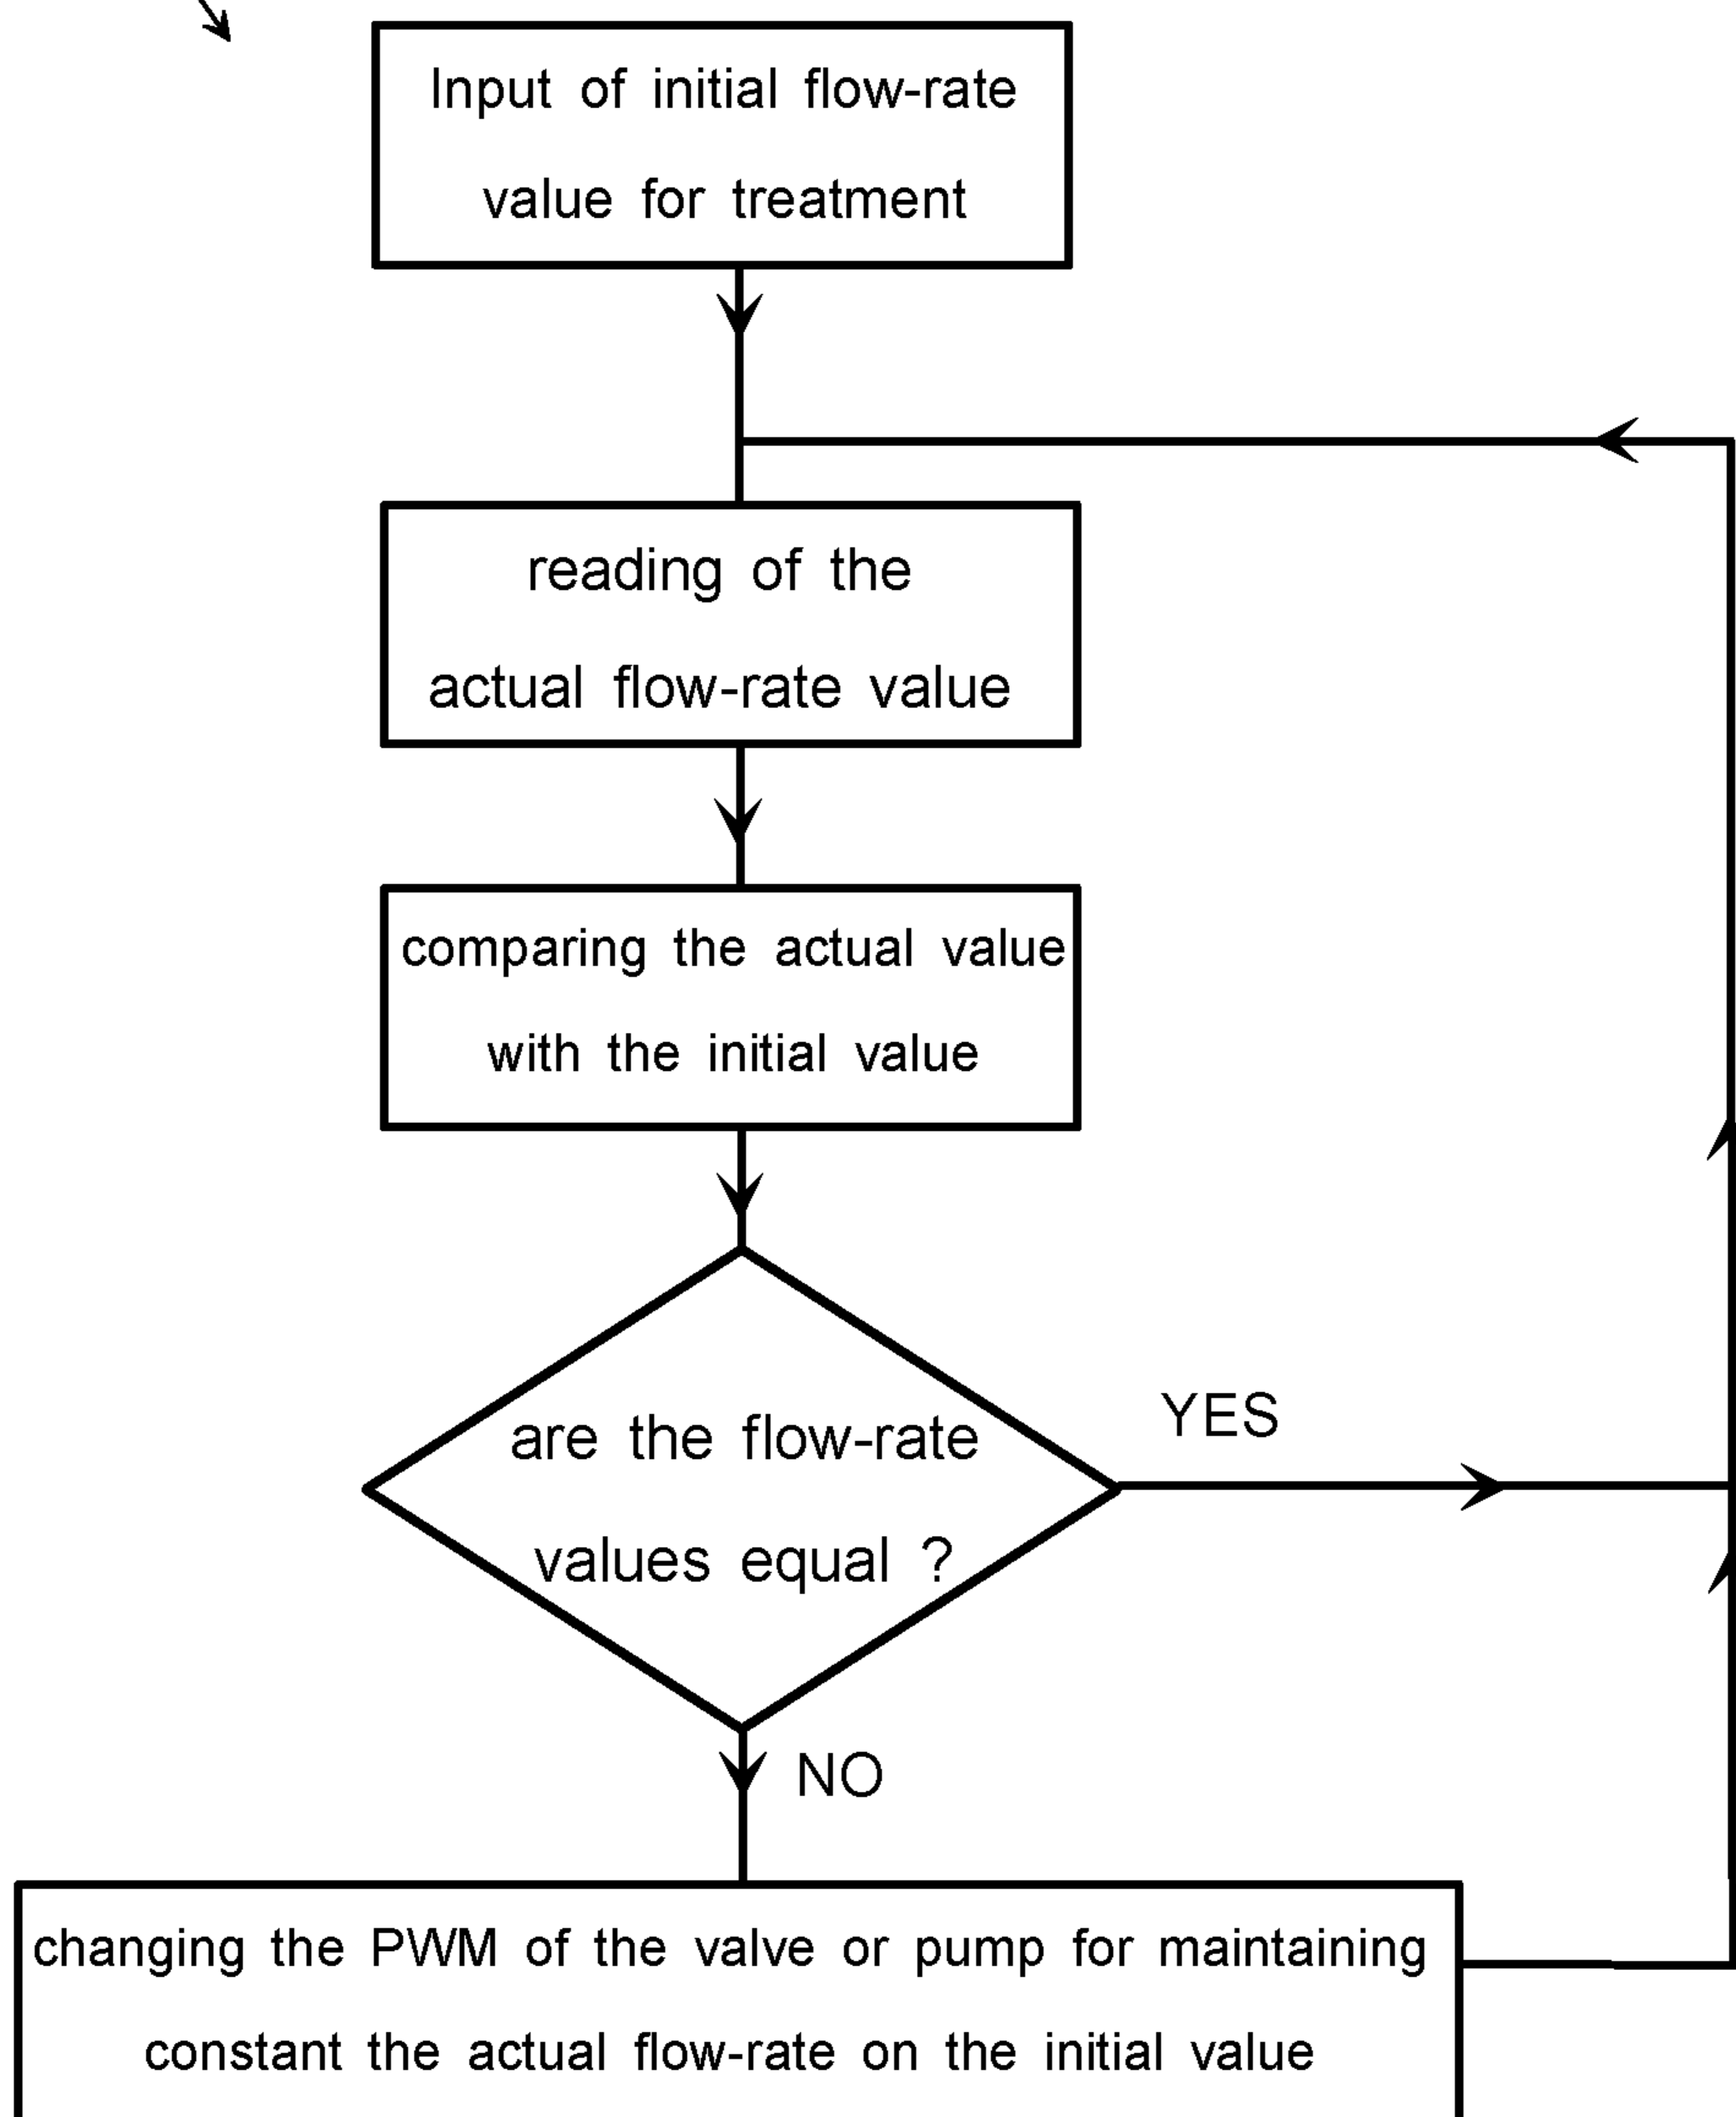 Input of initial flow-rate
value for treatment
reading of the
actual flow-rate value
comparing the actual value
with the initial value
are the flow-rate
values equal ?
YES
NO
changing the PWM of the valve or pump for maintaining
constant the actual flow-rate on the initial value